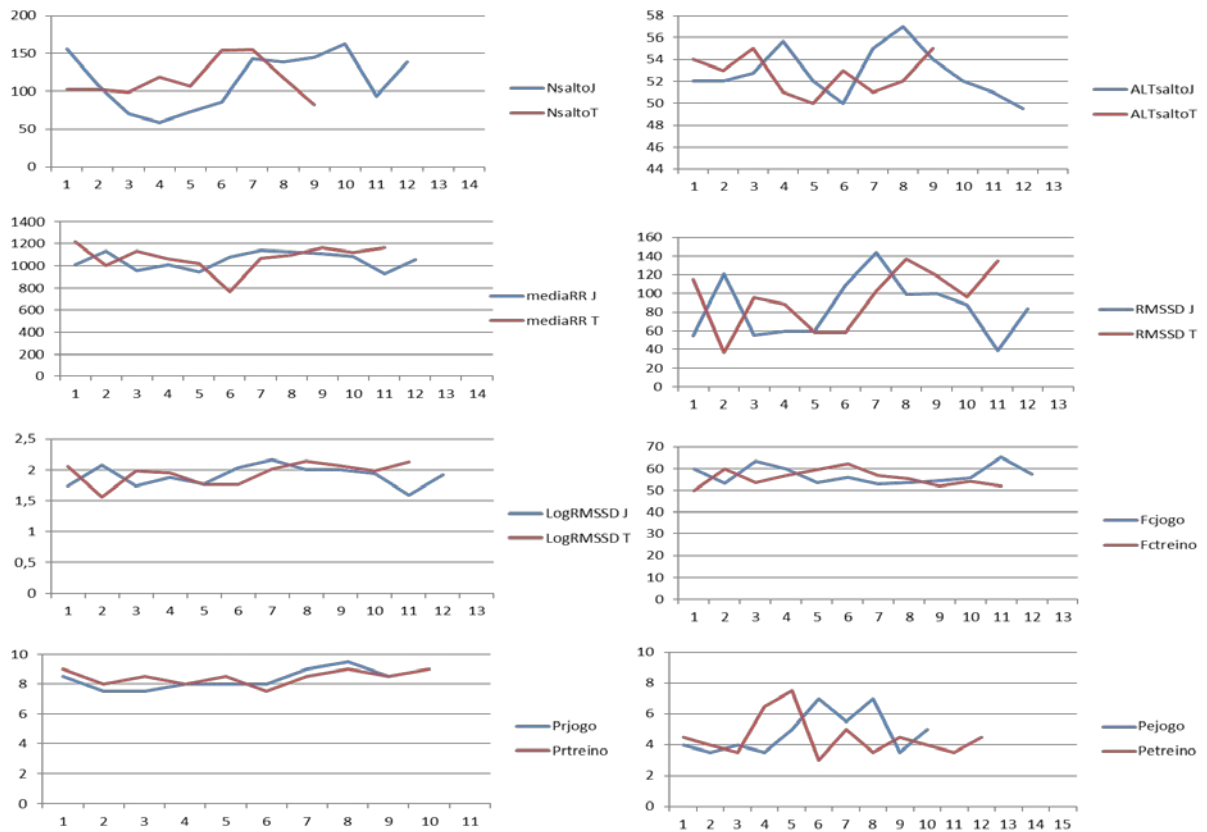 200
150
100
50
0
1 2 3 4 5 6 7 8 9 10 11 12 13 14
NsaltoJ
NsaltoT
58
56
54
52
50
48
46
44
1 2 3 4 5 6 7 8 9 10 11 12 13
ALTsaltoJ
ALTsaltoT
1400
1200
1000
800
600
400
200
0
1 2 3 4 5 6 7 8 9 10 11 12 13 14
mediaRR J
mediaRR T
160
140
120
100
80
60
40
20
0
1 2 3 4 5 6 7 8 9 10 11 12 13
RMSSD J
RMSSD T
2,5
2
1,5
1
0,5
0
1 2 3 4 5 6 7 8 9 10 11 12 13
LogRMSSD J
LogRMSSD T
70
60
50
40
30
20
10
0
1 2 3 4 5 6 7 8 9 10 11 12 13
Fcjogo
Fctreino
10
8
6
4
2
0
1 2 3 4 5 6 7 8 9 10 11
Prjogo
Prtreino
10
8
6
4
2
0
1 2 3 4 5 6 7 8 9 10 11 12 13 14 15
Pejogo
Petreino